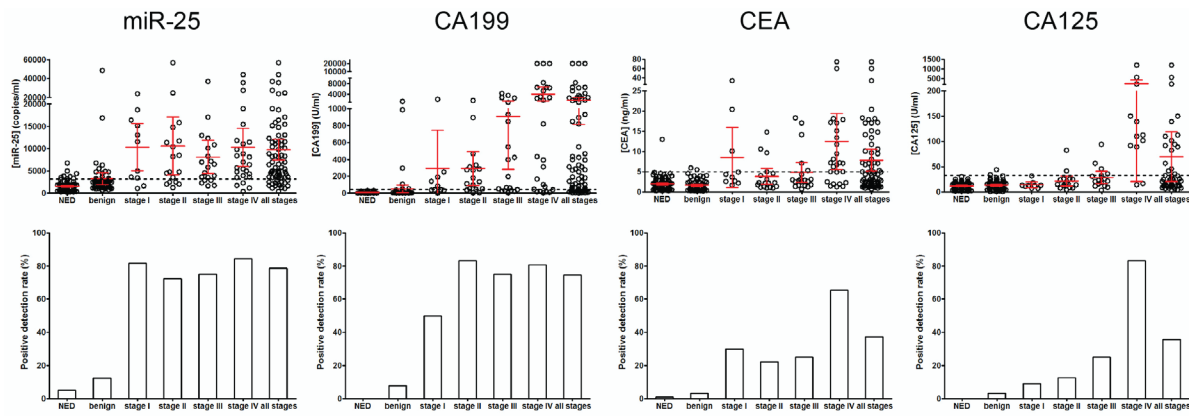 miR-25
CA199
CEA
CA125
[miR-25] (copies/ml)
60000
40000
20000
20000
15000
10000
5000
0
NED benign stage I stage II stage III stage IV all stages
[CA199] (U/ml)
20000
12000
8000
4000
1000
800
600
400
200
0
NED benign stage I stage II stage III stage IV all stages
[CEA] (ng/ml)
80
60
40
20
20
15
10
5
0
NED benign stage I stage II stage III stage IV all stages
[CA125] (U/ml)
1500
1000
500
200
150
100
50
0
NED benign stage I stage II stage III stage IV all stages
Positive detection rate (%)
100
80
60
40
20
0
NED benign stage I stage II stage III stage IV all stages
Positive detection rate (%)
100
80
60
40
20
0
NED benign stage I stage II stage III stage IV all stages
Positive detection rate (%)
100
80
60
40
20
0
NED benign stage I stage II stage III stage IV all stages
Positive detection rate (%)
100
80
60
40
20
0
NED benign stage I stage II stage III stage IV all stages